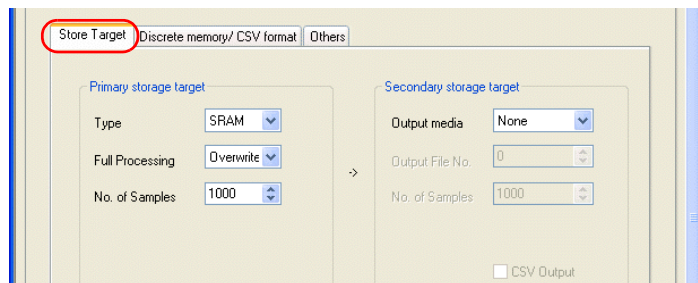 Store Target Discrete memory/ CSV format Others
Primary storage target
Type SRAM
Full Processing Overwrite
No. of Samples 1000
->
Secondary storage target
Output media None
Output File No. 0
No. of Samples 1000
CSV Output